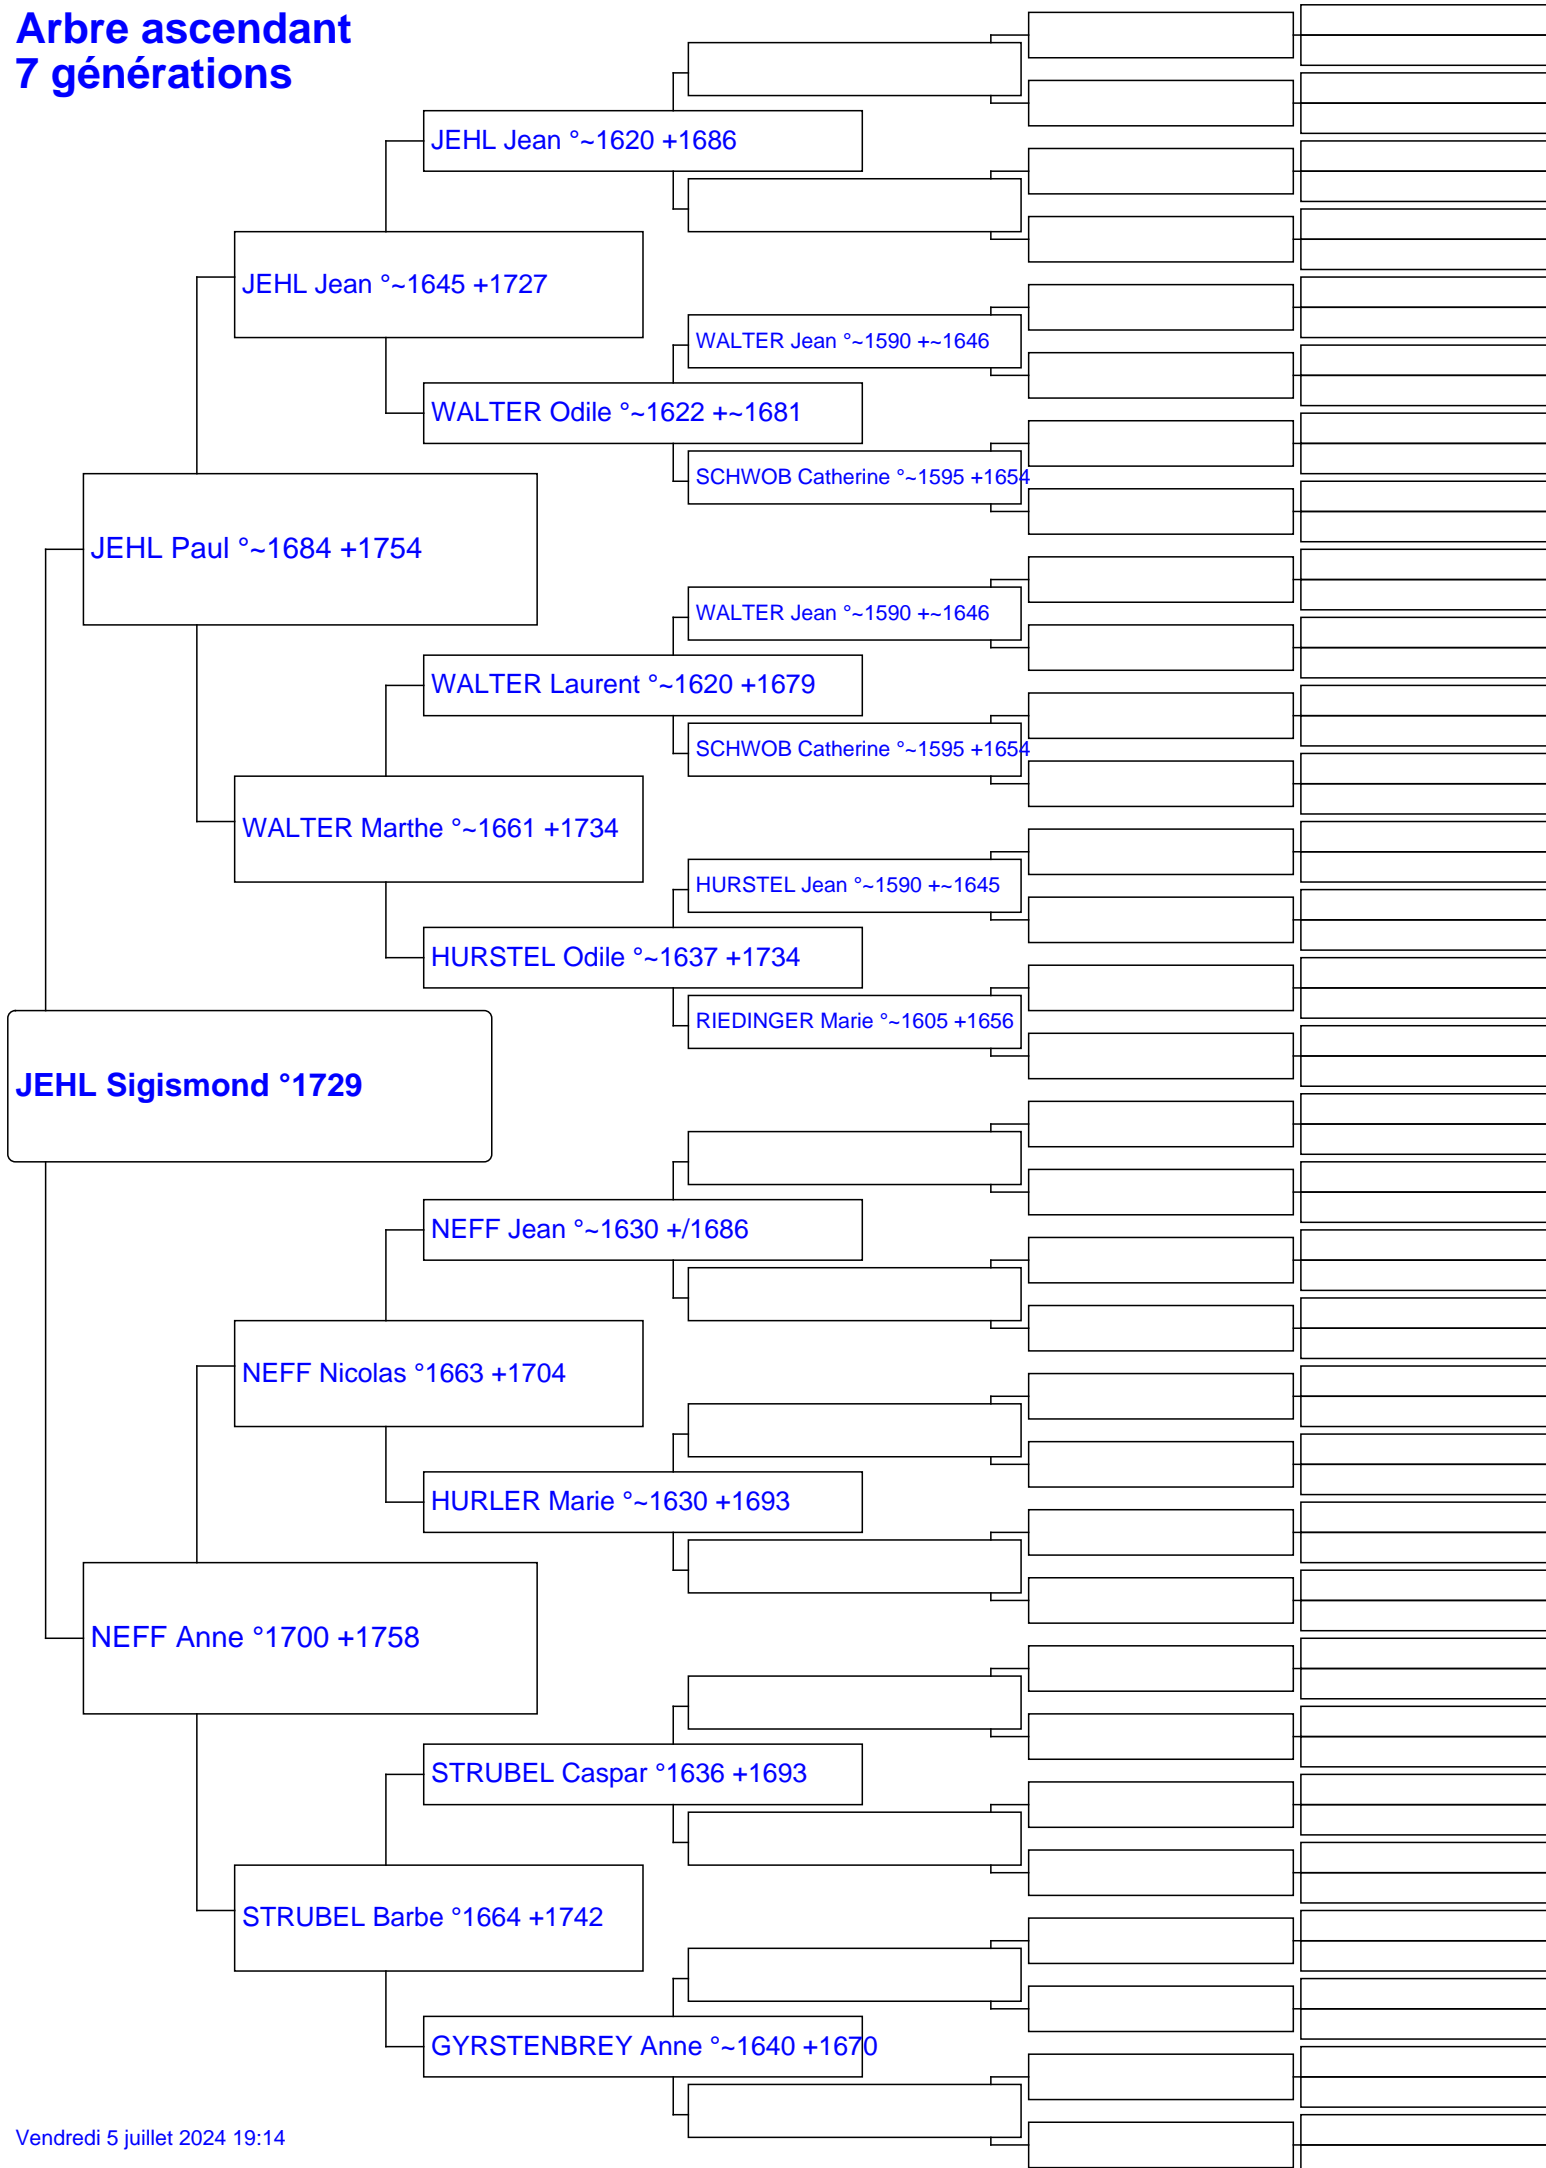 Arbre ascendant
7 générations
JEHL Jean °~1620 +1686
JEHL Jean °~1645 +1727
WALTER Jean °~1590 +~1646
WALTER Odile °~1622 +~1681
SCHWOB Catherine °~1595 +1654
JEHL Paul °~1684 +1754
WALTER Jean °~1590 +~1646
WALTER Laurent °~1620 +1679
SCHWOB Catherine °~1595 +1654
WALTER Marthe °~1661 +1734
HURSTEL Jean °~1590 +~1645
HURSTEL Odile °~1637 +1734
RIEDINGER Marie °~1605 +1656
JEHL Sigismond °1729
NEFF Jean °~1630 +/1686
NEFF Nicolas °1663 +1704
HURLER Marie °~1630 +1693
NEFF Anne °1700 +1758
STRUBEL Caspar °1636 +1693
STRUBEL Barbe °1664 +1742
GYRSTENBREY Anne °~1640 +1670
Vendredi 5 juillet 2024 19:14